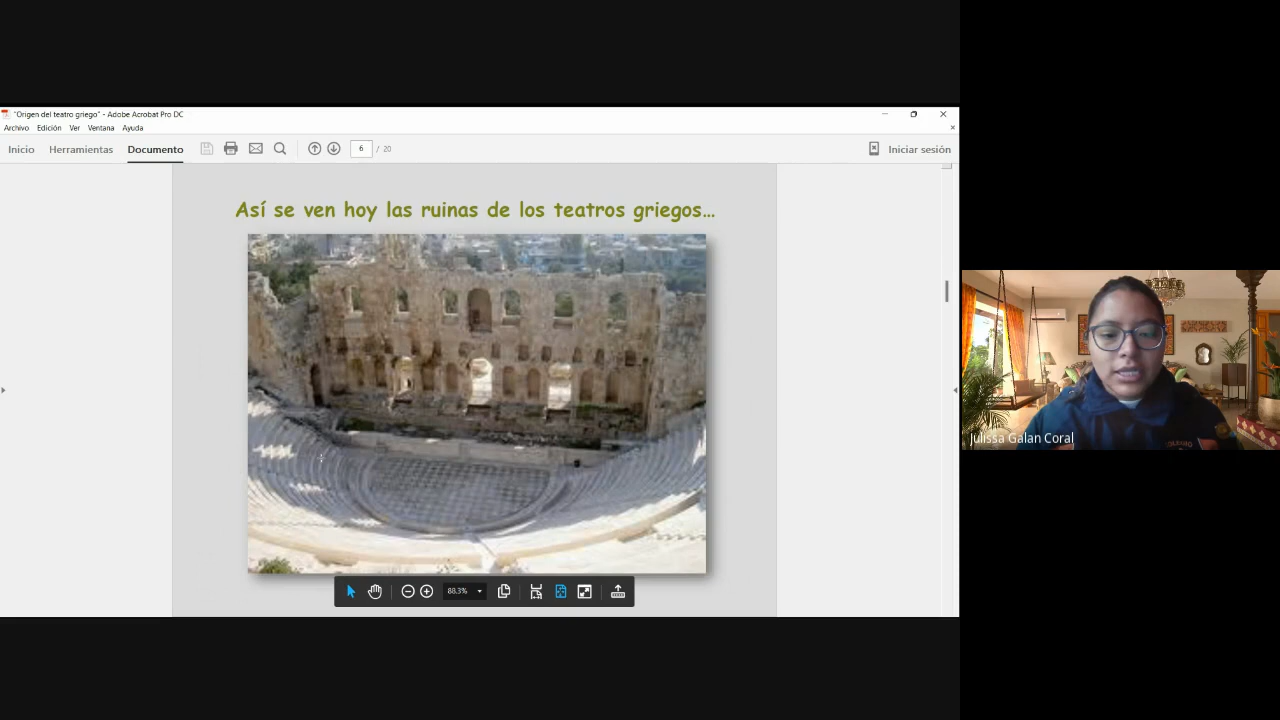 "Origen del teatro griego" - Adobe Acrobat Pro DC
Archivo Edición Ver Ventana Ayuda
Inicio Herramientas Documento 6 / 20 Iniciar sesión
Así se ven hoy las ruinas de los teatros griegos...
88.3%
Julissa Galan Coral
COLEGIO